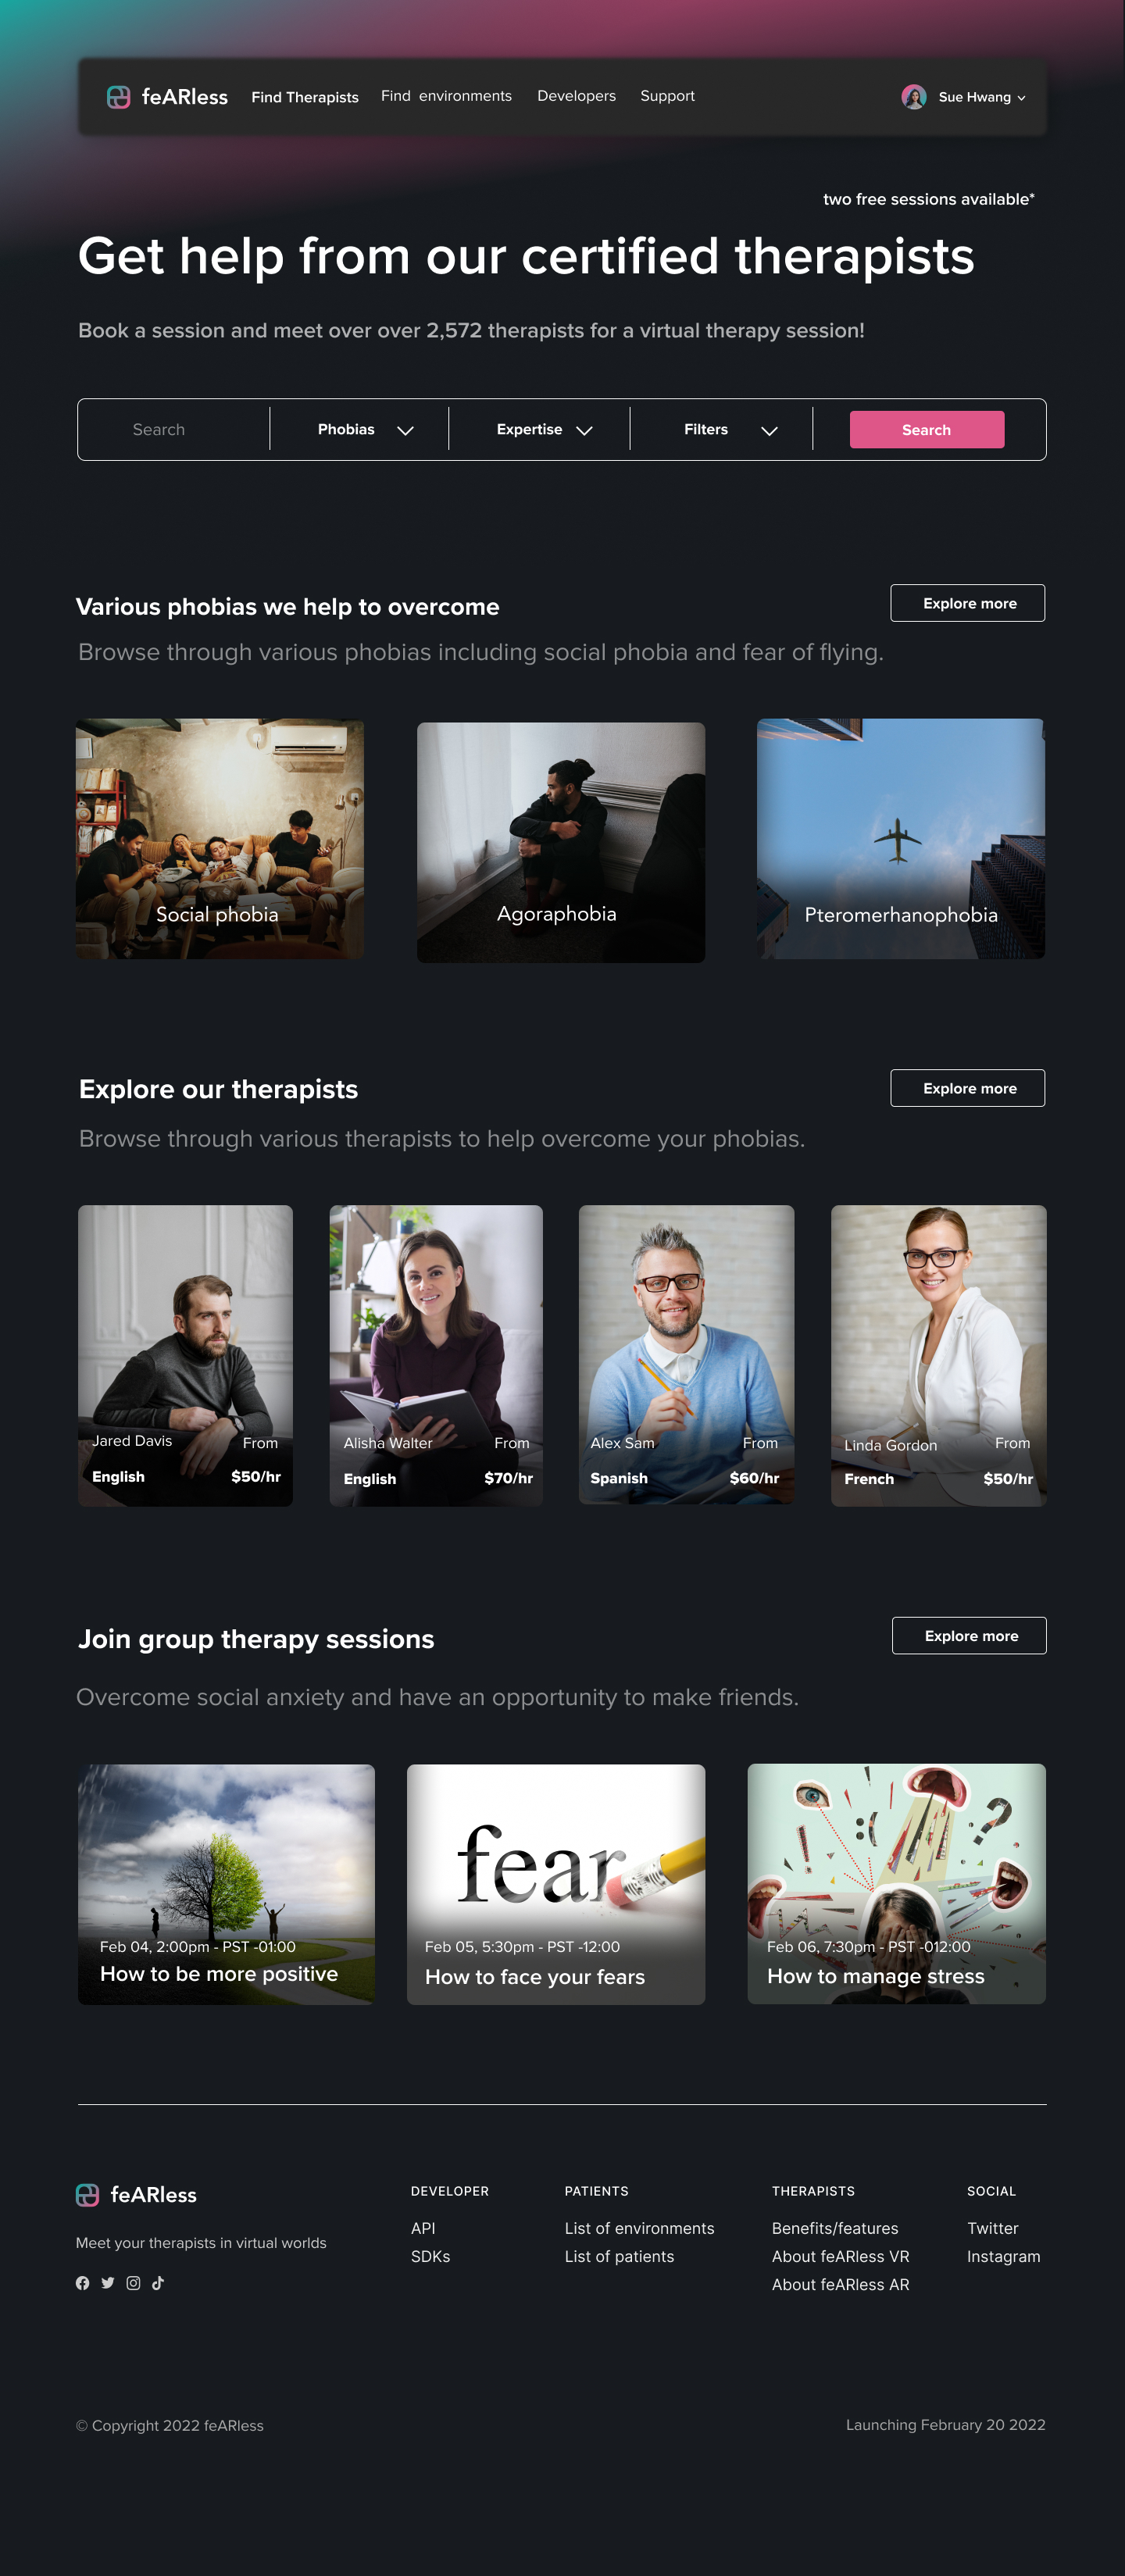 feARless
Find Therapists
Find environments
Developers
Support
Sue Hwang
two free sessions available*
Get help from our certified therapists
Book a session and meet over over 2,572 therapists for a virtual therapy session!
Search
Phobias
Expertise
Filters
Search
Various phobias we help to overcome
Explore more
Browse through various phobias including social phobia and fear of flying.
Social phobia
Agoraphobia
Pteromerhanophobia
Explore our therapists
Explore more
Browse through various therapists to help overcome your phobias.
Jared Davis
From
English
$50/hr
Alisha Walter
From
English
$70/hr
Alex Sam
From
Spanish
$60/hr
Linda Gordon
From
French
$50/hr
Join group therapy sessions
Explore more
Overcome social anxiety and have an opportunity to make friends.
Feb 04, 2:00pm - PST -01:00
How to be more positive
fear
Feb 05, 5:30pm - PST -12:00
How to face your fears
:(
?
Feb 06, 7:30pm - PST -012:00
How to manage stress
feARless
Meet your therapists in virtual worlds
DEVELOPER
API
SDKs
PATIENTS
List of environments
List of patients
THERAPISTS
Benefits/features
About feARless VR
About feARless AR
SOCIAL
Twitter
Instagram
© Copyright 2022 feARless
Launching February 20 2022